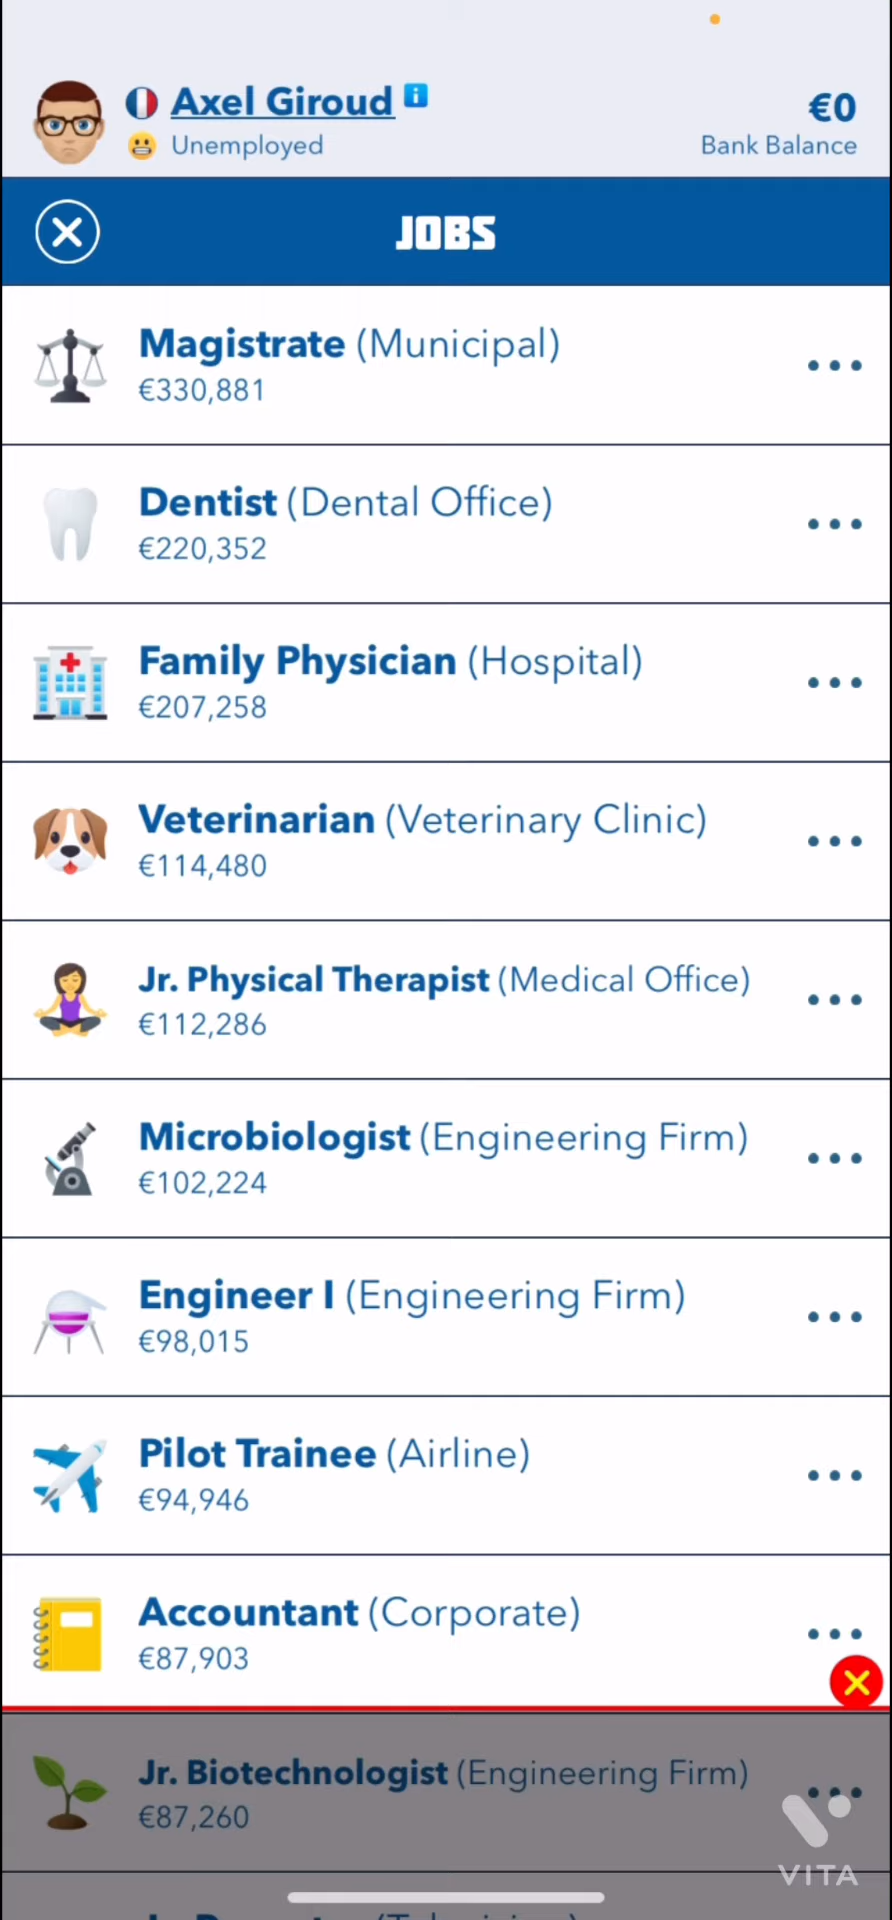 Axel Giroud
€0
Unemployed
Bank Balance
JOBS
Magistrate (Municipal)
€330,881
Dentist (Dental Office)
€220,352
Family Physician (Hospital)
€207,258
Veterinarian (Veterinary Clinic)
€114,480
Jr. Physical Therapist (Medical Office)
€112,286
Microbiologist (Engineering Firm)
€102,224
Engineer I (Engineering Firm)
€98,015
Pilot Trainee (Airline)
€94,946
Accountant (Corporate)
€87,903
Jr. Biotechnologist (Engineering Firm)
€87,260
VITA